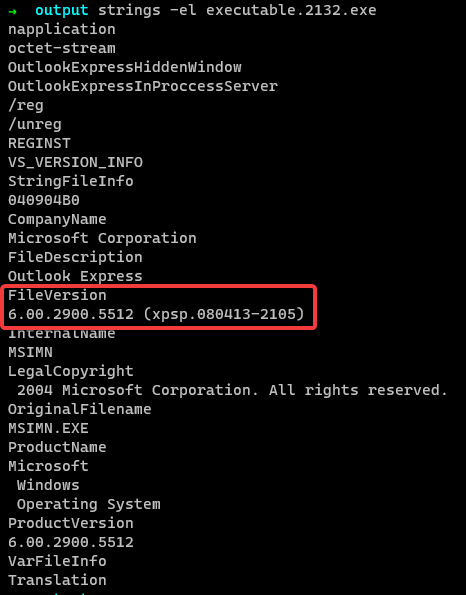 → output strings -el executable.2132.exe
napplication
octet-stream
OutlookExpressHiddenWindow
OutlookExpressInProccessServer
/reg
/unreg
REGINST
VS_VERSION_INFO
StringFileInfo
040904B0
CompanyName
Microsoft Corporation
FileDescription
Outlook Express
FileVersion
6.00.2900.5512 (xpsp.080413-2105)
InternalName
MSIMN
LegalCopyright
 2004 Microsoft Corporation. All rights reserved.
OriginalFilename
MSIMN.EXE
ProductName
Microsoft
 Windows
 Operating System
ProductVersion
6.00.2900.5512
VarFileInfo
Translation